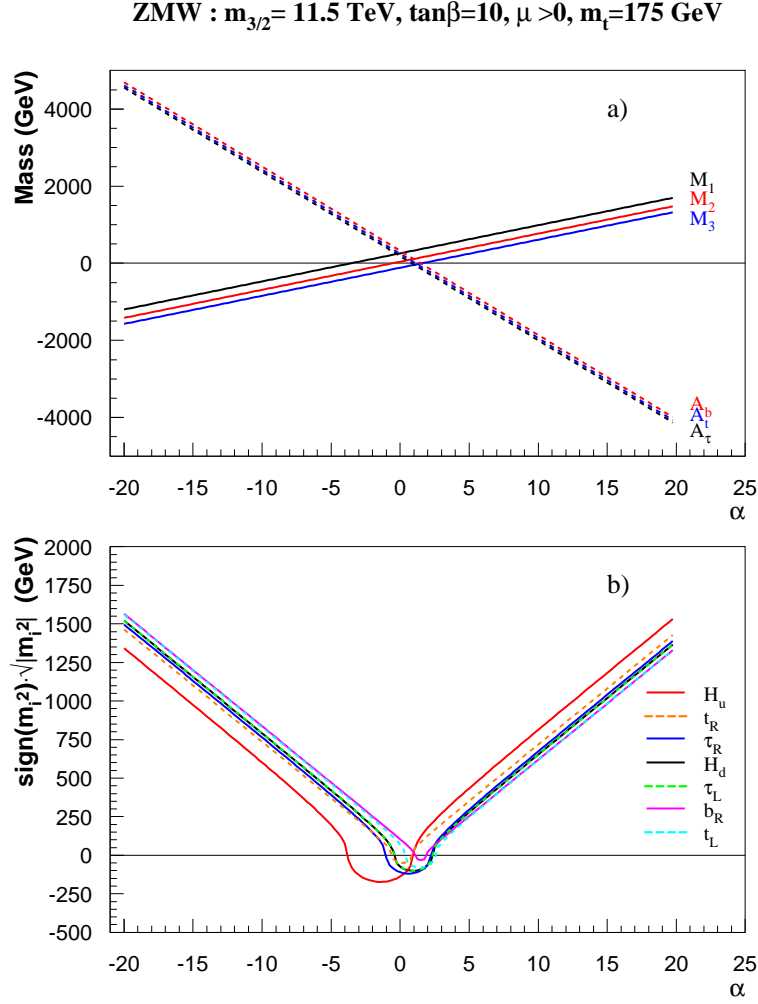 ZMW : m3/2= 11.5 TeV, tanβ=10, μ >0, mt=175 GeV
Mass (GeV)
4000
2000
0
-2000
-4000
a)
M1
M2
M3
Ab
At
Aτ
-20 -15 -10 -5 0 5 10 15 20 25
α
sign(mi²)·√|mi²| (GeV)
2000
1750
1500
1250
1000
750
500
250
0
-250
-500
b)
Hu
tR
τR
Hd
τL
bR
tL
-20 -15 -10 -5 0 5 10 15 20 25
α